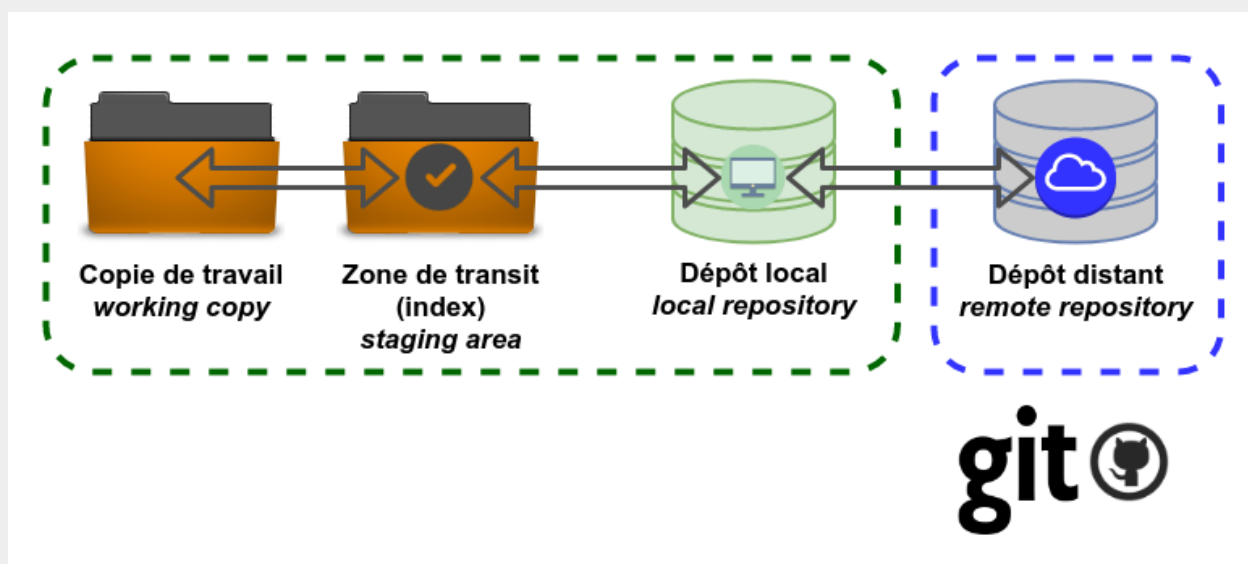 Copie de travail
working copy
Zone de transit
(index)
staging area
Dépôt local
local repository
Dépôt distant
remote repository
git